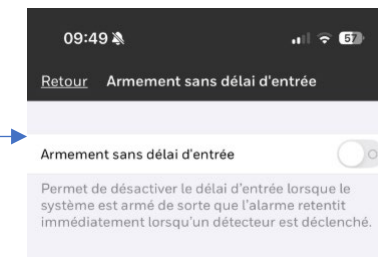 09:49 57
Retour Armement sans délai d'entrée
Armement sans délai d'entrée
Permet de désactiver le délai d'entrée lorsque le
système est armé de sorte que l'alarme retentit
immédiatement lorsqu'un détecteur est déclenché.